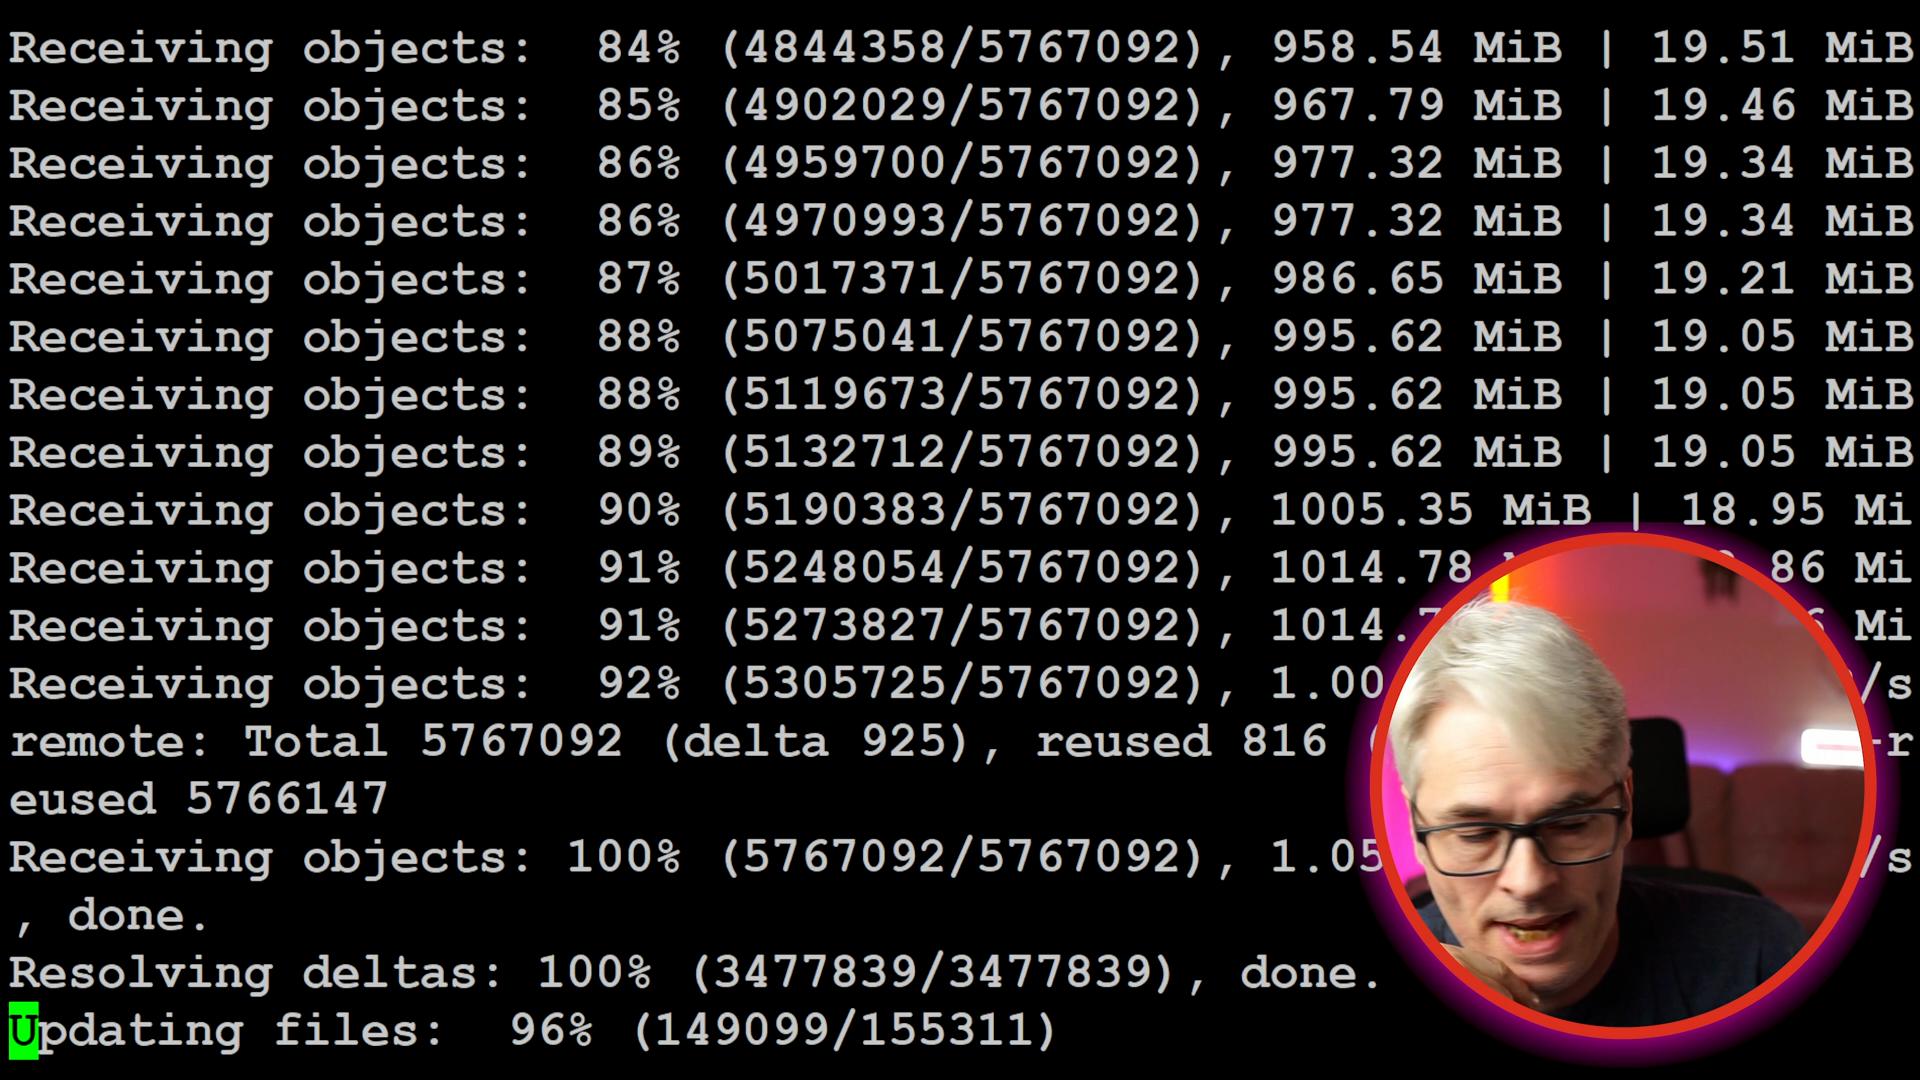 Receiving objects:  84% (4844358/5767092), 958.54 MiB | 19.51 MiB
Receiving objects:  85% (4902029/5767092), 967.79 MiB | 19.46 MiB
Receiving objects:  86% (4959700/5767092), 977.32 MiB | 19.34 MiB
Receiving objects:  86% (4970993/5767092), 977.32 MiB | 19.34 MiB
Receiving objects:  87% (5017371/5767092), 986.65 MiB | 19.21 MiB
Receiving objects:  88% (5075041/5767092), 995.62 MiB | 19.05 MiB
Receiving objects:  88% (5119673/5767092), 995.62 MiB | 19.05 MiB
Receiving objects:  89% (5132712/5767092), 995.62 MiB | 19.05 MiB
Receiving objects:  90% (5190383/5767092), 1005.35 MiB | 18.95 Mi
Receiving objects:  91% (5248054/5767092), 1014.78 86 Mi
Receiving objects:  91% (5273827/5767092), 1014. Mi
Receiving objects:  92% (5305725/5767092), 1.00 /s
remote: Total 5767092 (delta 925), reused 816 -r
eused 5766147
Receiving objects: 100% (5767092/5767092), 1.05 /s
, done.
Resolving deltas: 100% (3477839/3477839), done.
Updating files:  96% (149099/155311)